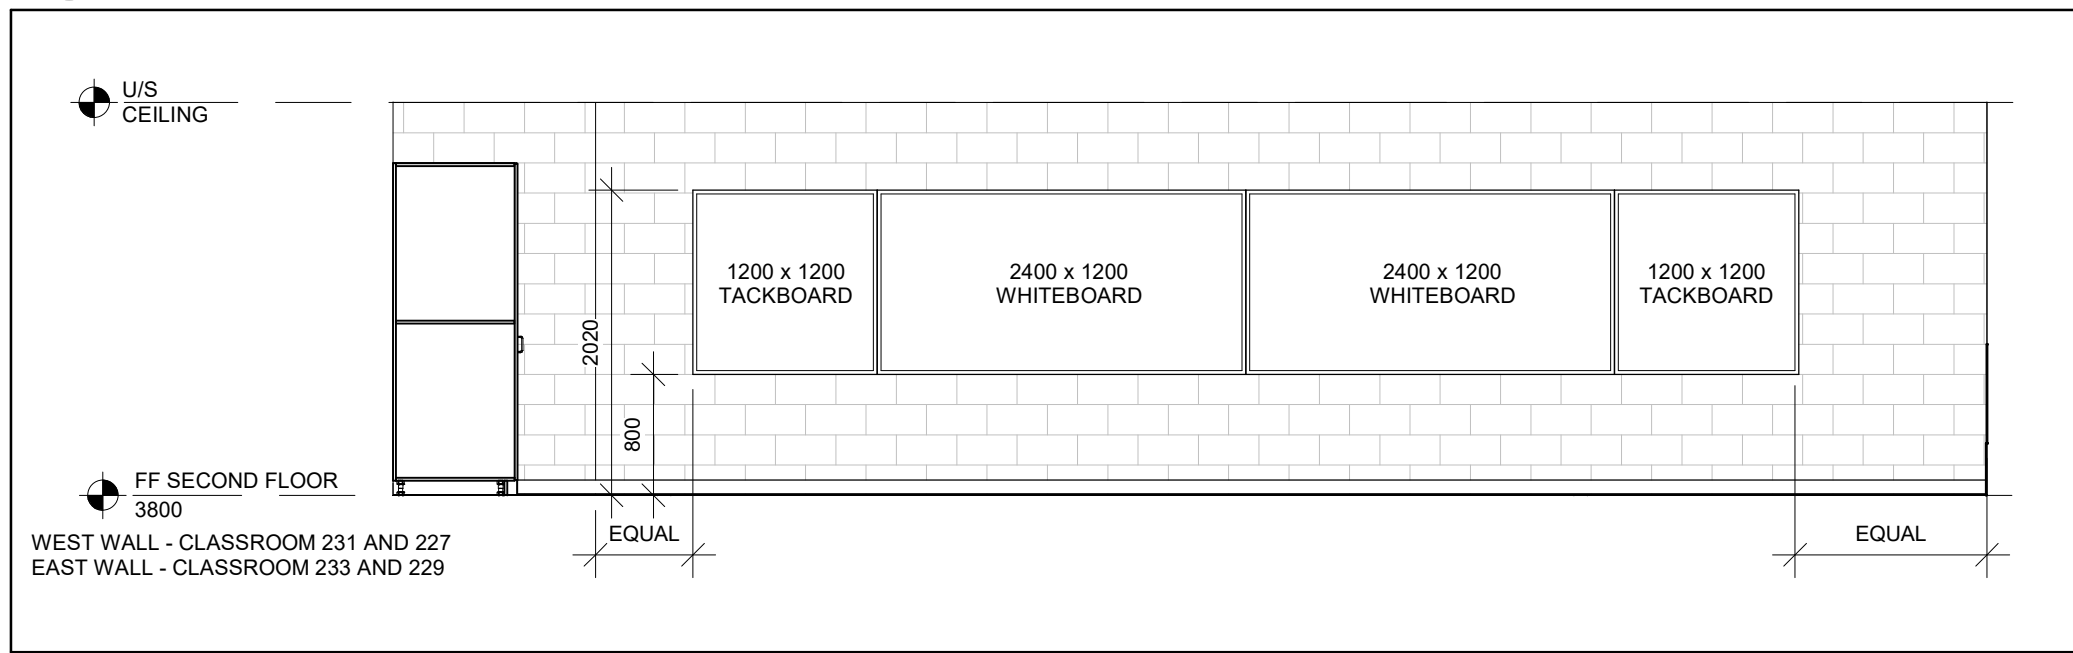 U/S
CEILING
1200 x 1200
TACKBOARD
2400 x 1200
WHITEBOARD
2400 x 1200
WHITEBOARD
1200 x 1200
TACKBOARD
2020
800
FF SECOND FLOOR
3800
EQUAL
EQUAL
WEST WALL - CLASSROOM 231 AND 227
EAST WALL - CLASSROOM 233 AND 229